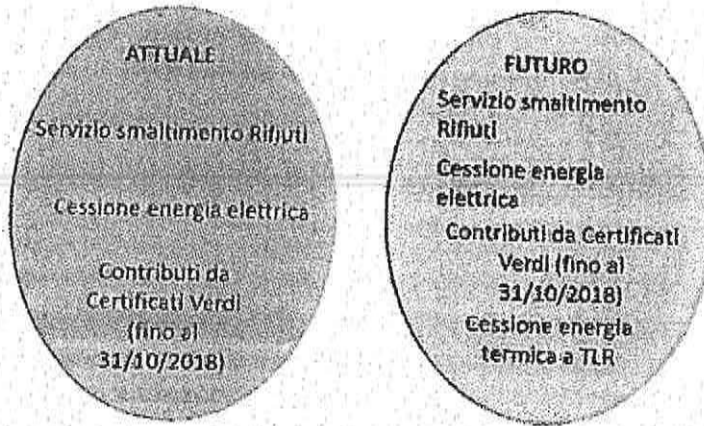 ATTUALE
Servizio smaltimento Rifiuti
Cessione energia elettrica
Contributi da
Certificati Verdi
(fino al
31/10/2018)
FUTURO
Servizio smaltimento
Rifiuti
Cessione energia
elettrica
Contributi da Certificati
Verdi (fino al
31/10/2018)
Cessione energia
termica a TLR